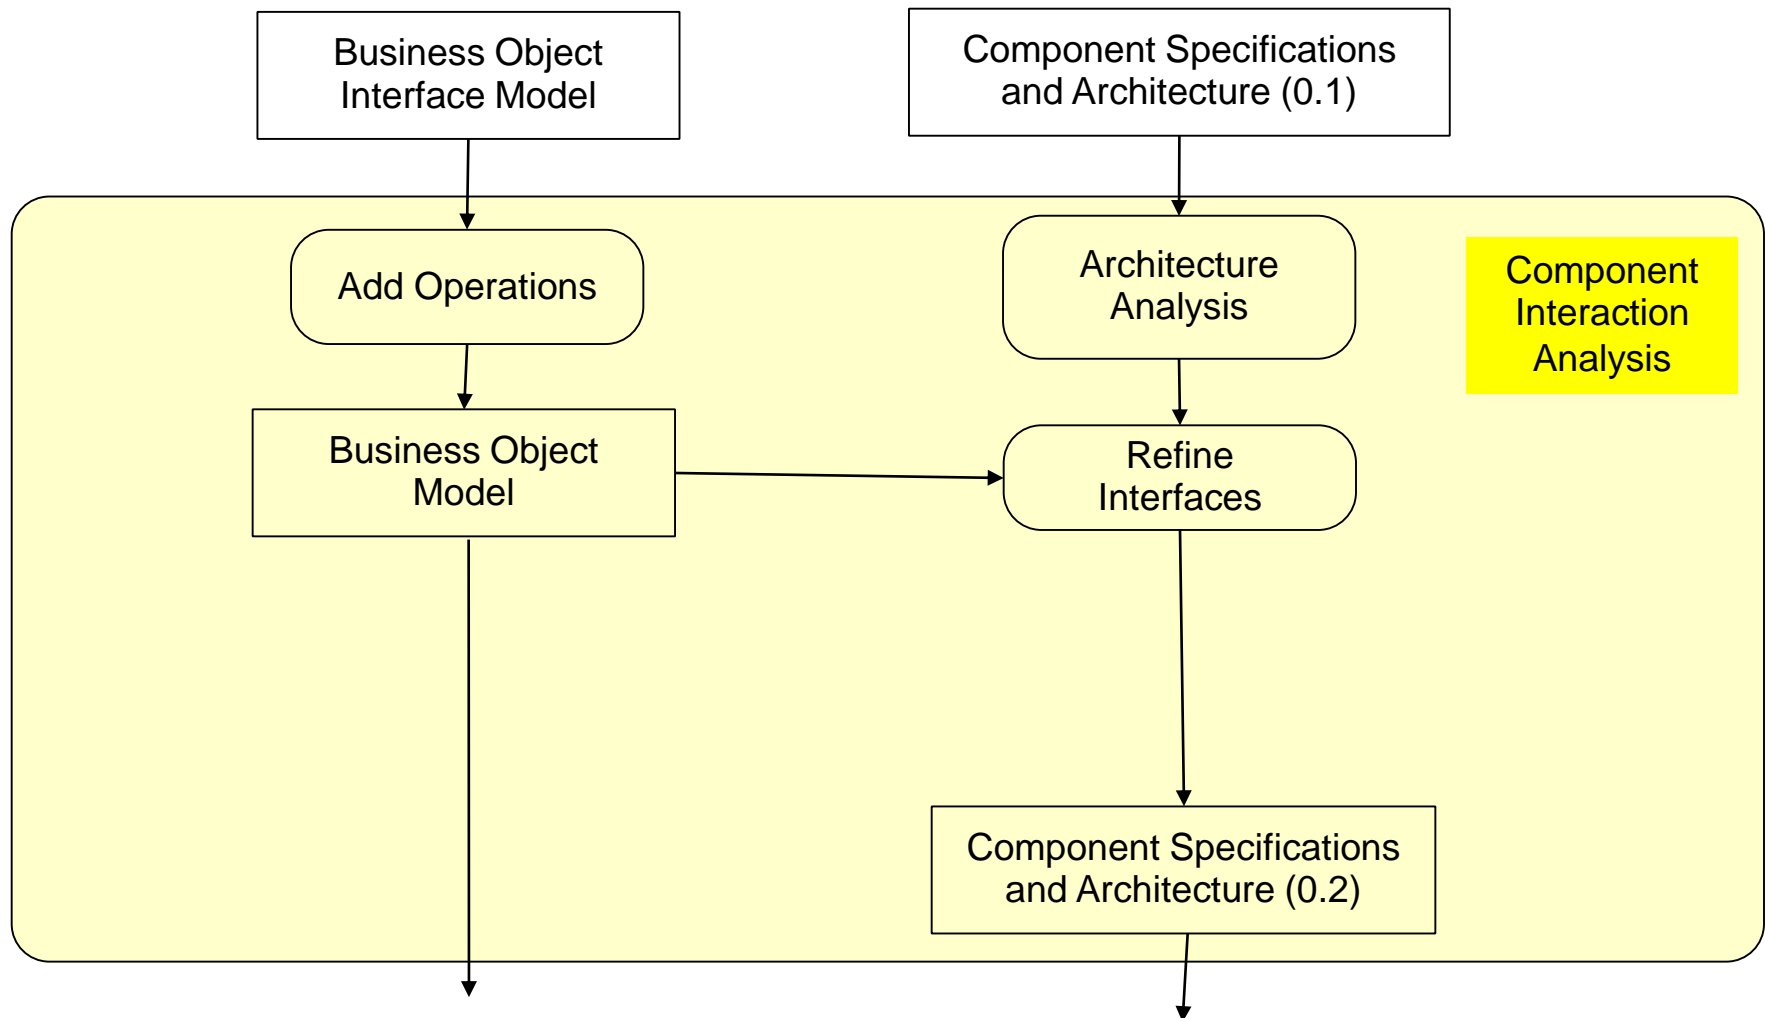 Business Object
Interface Model
Component Specifications
and Architecture (0.1)
Add Operations
Architecture
Analysis
Component
Interaction
Analysis
Business Object
Model
Refine
Interfaces
Component Specifications
and Architecture (0.2)